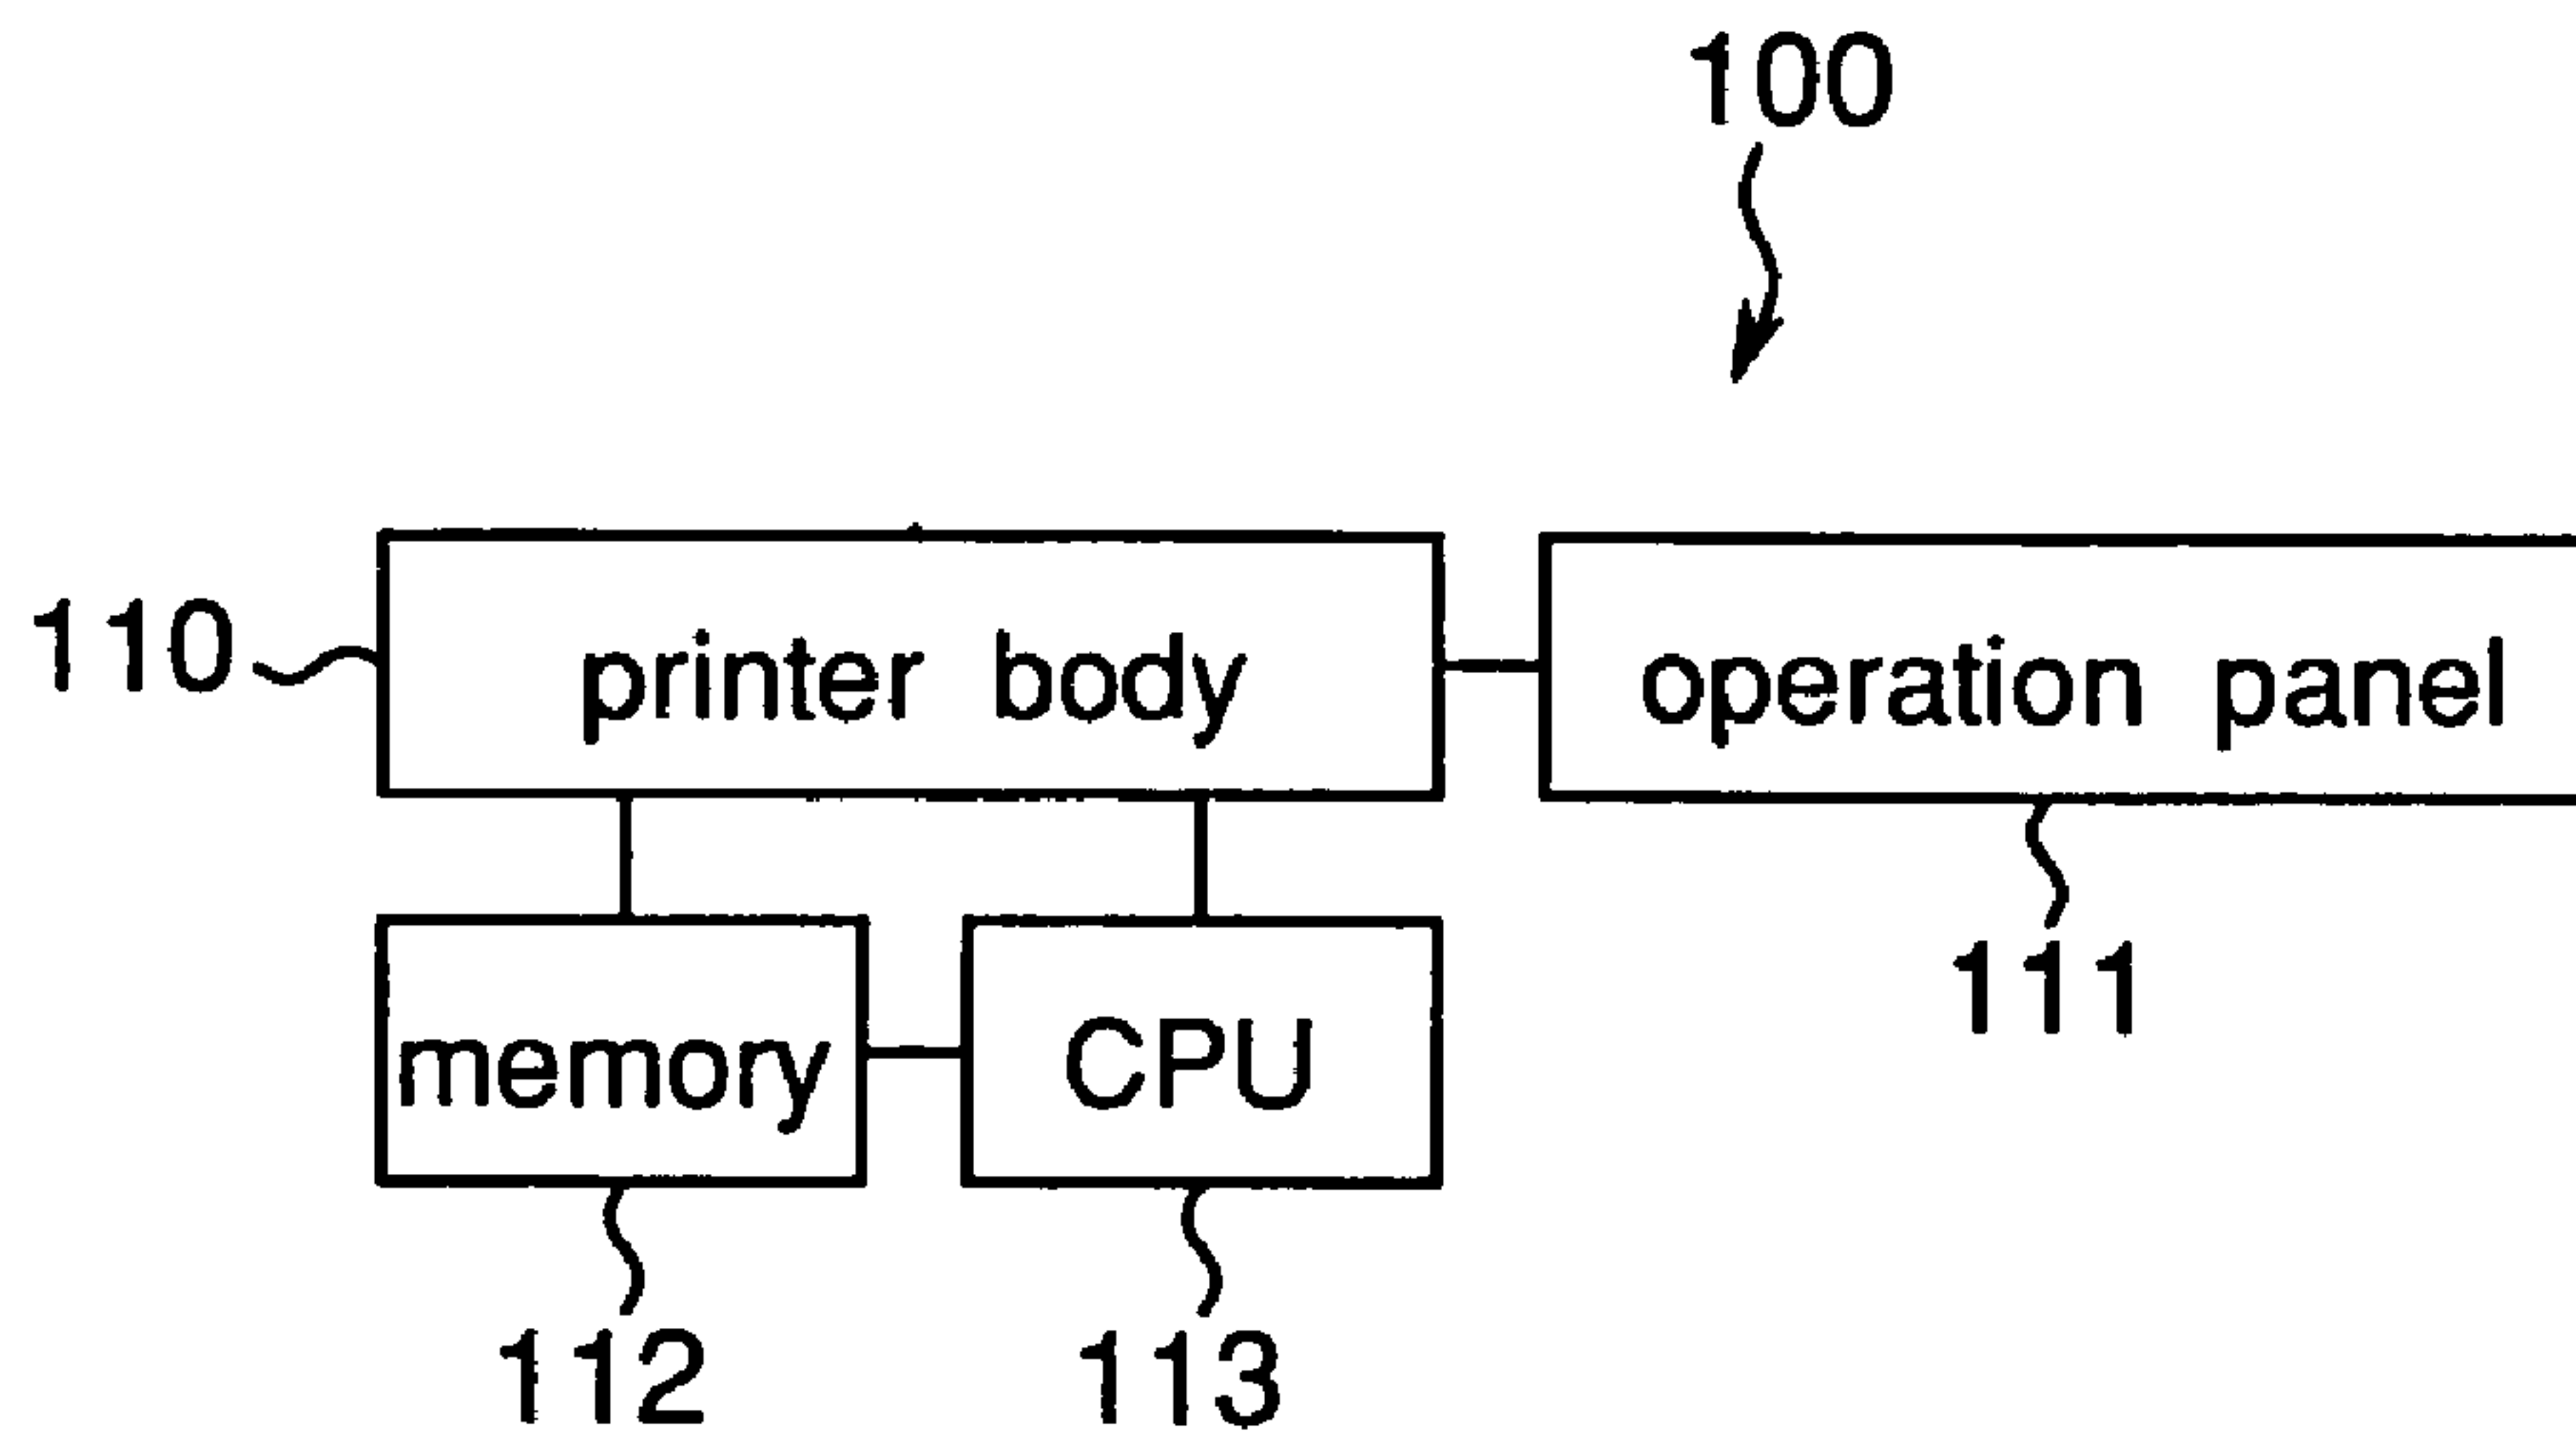 100
110
printer body
operation panel
111
memory
CPU
112
113